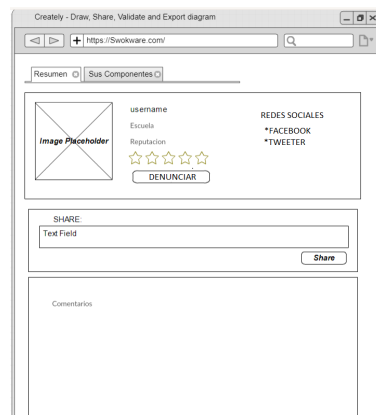 Creately - Draw, Share, Validate and Export diagram
https://Swokware.com/
Resumen
Sus Componentes
Image Placeholder
username
Escuela
Reputacion
DENUNCIAR
REDES SOCIALES
*FACEBOOK
*TWEETER
SHARE:
Text Field
Share
Comentarios